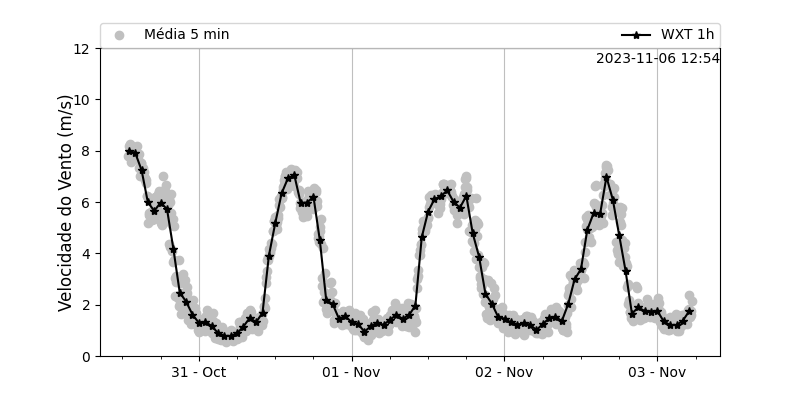 Média 5 min
WXT 1h
2023-11-06 12:54
Velocidade do Vento (m/s)
12
10
8
6
4
2
0
31 - Oct
01 - Nov
02 - Nov
03 - Nov